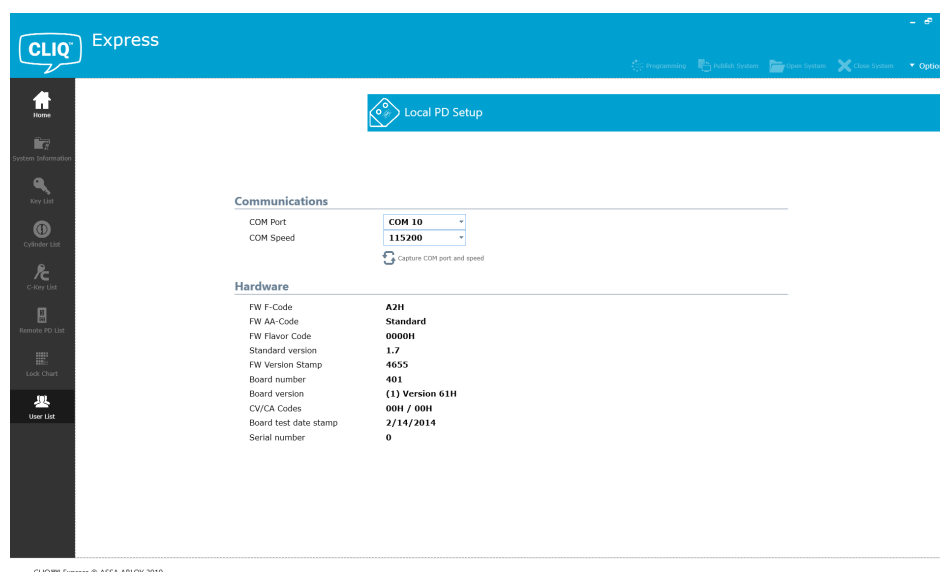 CLIQ™ Express
Programming Publish System Open System Close System Option
Home
Local PD Setup
System Information
Key List
Cylinder List
C-Key List
Remote PD List
Lock Chart
User List
Communications
COM Port COM 10
COM Speed 115200
Capture COM port and speed
Hardware
FW F-Code A2H
FW AA-Code Standard
FW Flavor Code 0000H
Standard version 1.7
FW Version Stamp 4655
Board number 401
Board version (1) Version 61H
CV/CA Codes 00H / 00H
Board test date stamp 2/14/2014
Serial number 0